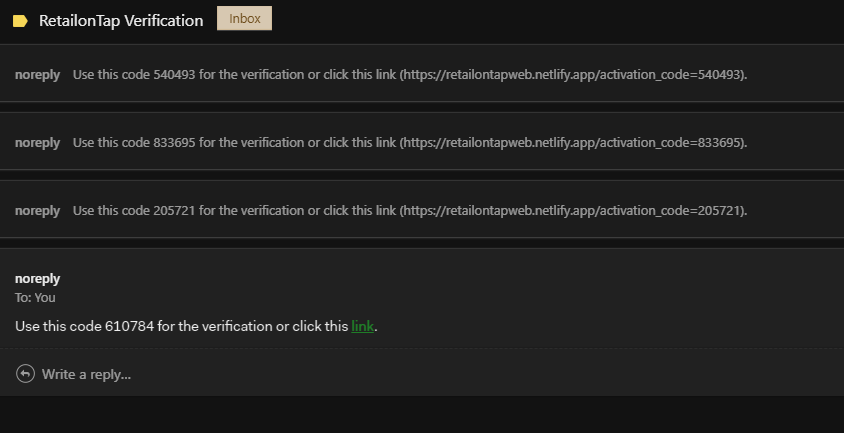 RetailonTap Verification Inbox
noreply Use this code 540493 for the verification or click this link (https://retailontapweb.netlify.app/activation_code=540493).
noreply Use this code 833695 for the verification or click this link (https://retailontapweb.netlify.app/activation_code=833695).
noreply Use this code 205721 for the verification or click this link (https://retailontapweb.netlify.app/activation_code=205721).
noreply
To: You
Use this code 610784 for the verification or click this link.
Write a reply...